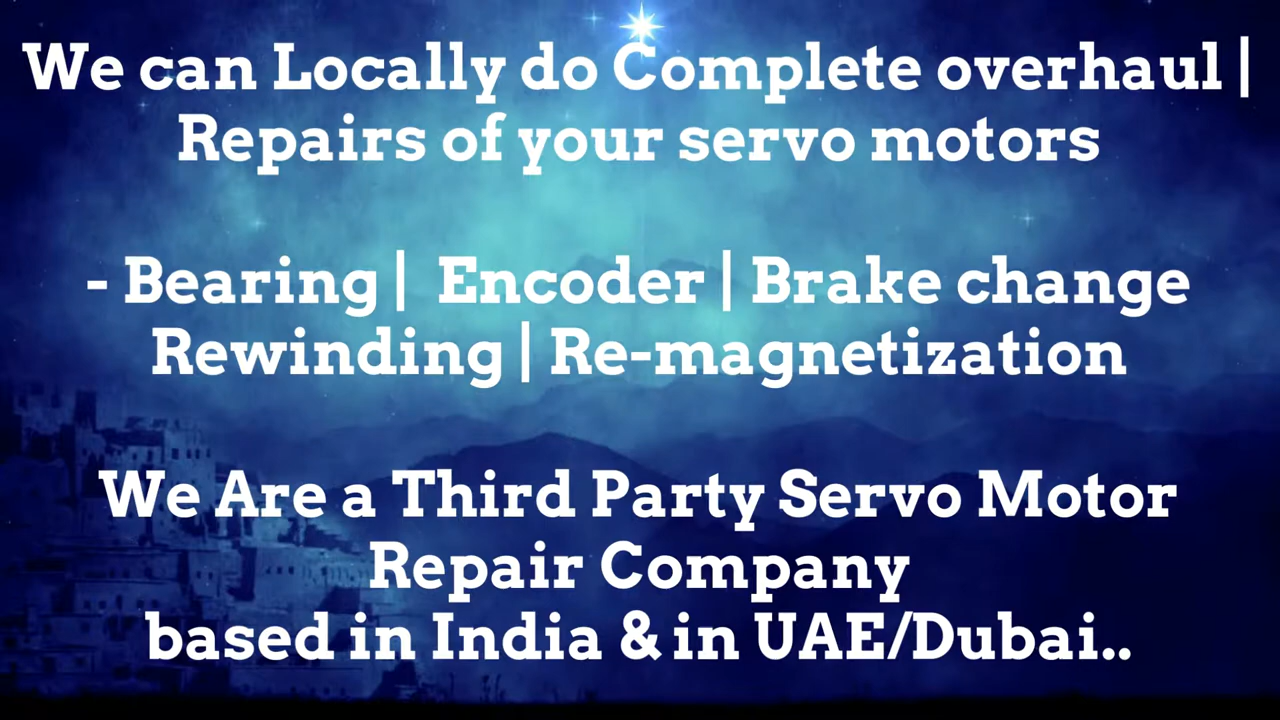 We can Locally do Complete overhaul |
Repairs of your servo motors
- Bearing | Encoder | Brake change
Rewinding | Re-magnetization
We Are a Third Party Servo Motor
Repair Company
based in India & in UAE/Dubai..